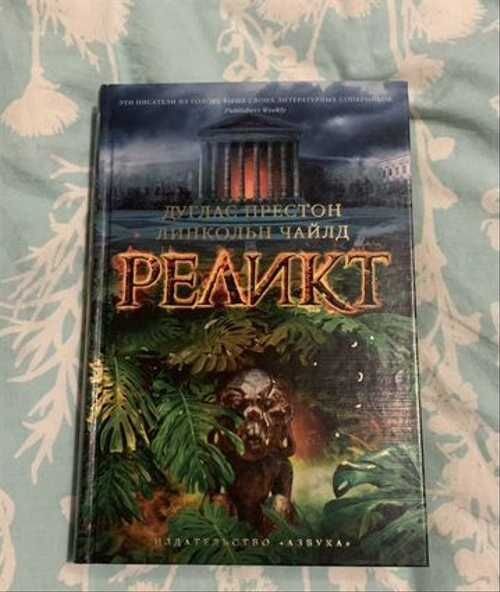 ЭТИ ПИСАТЕЛИ НА ГОЛОВУ ВЫШЕ СВОИХ ЛИТЕРАТУРНЫХ СОПЕРНИКОВ
Publishers Weekly
ДУГЛАС ПРЕСТОН
ЛИНКОЛЬН ЧАЙЛД
РЕЛИКТ
ИЗДАТЕЛЬСТВО «АЗБУКА»